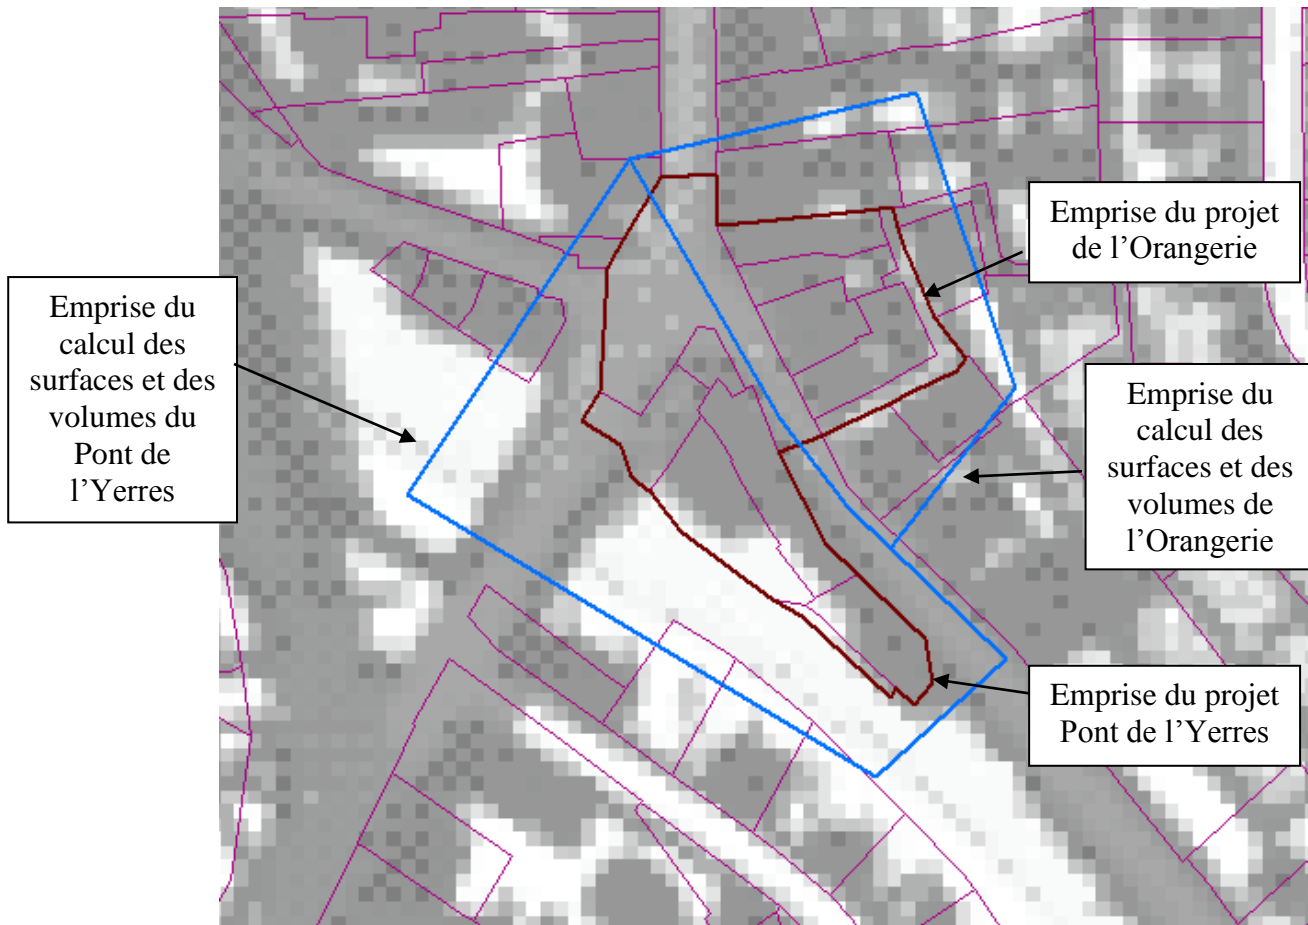 Emprise du projet
de l’Orangerie
Emprise du
calcul des
surfaces et des
volumes du
Pont de
l’Yerres
Emprise du
calcul des
surfaces et des
volumes de
l’Orangerie
Emprise du projet
Pont de l’Yerres